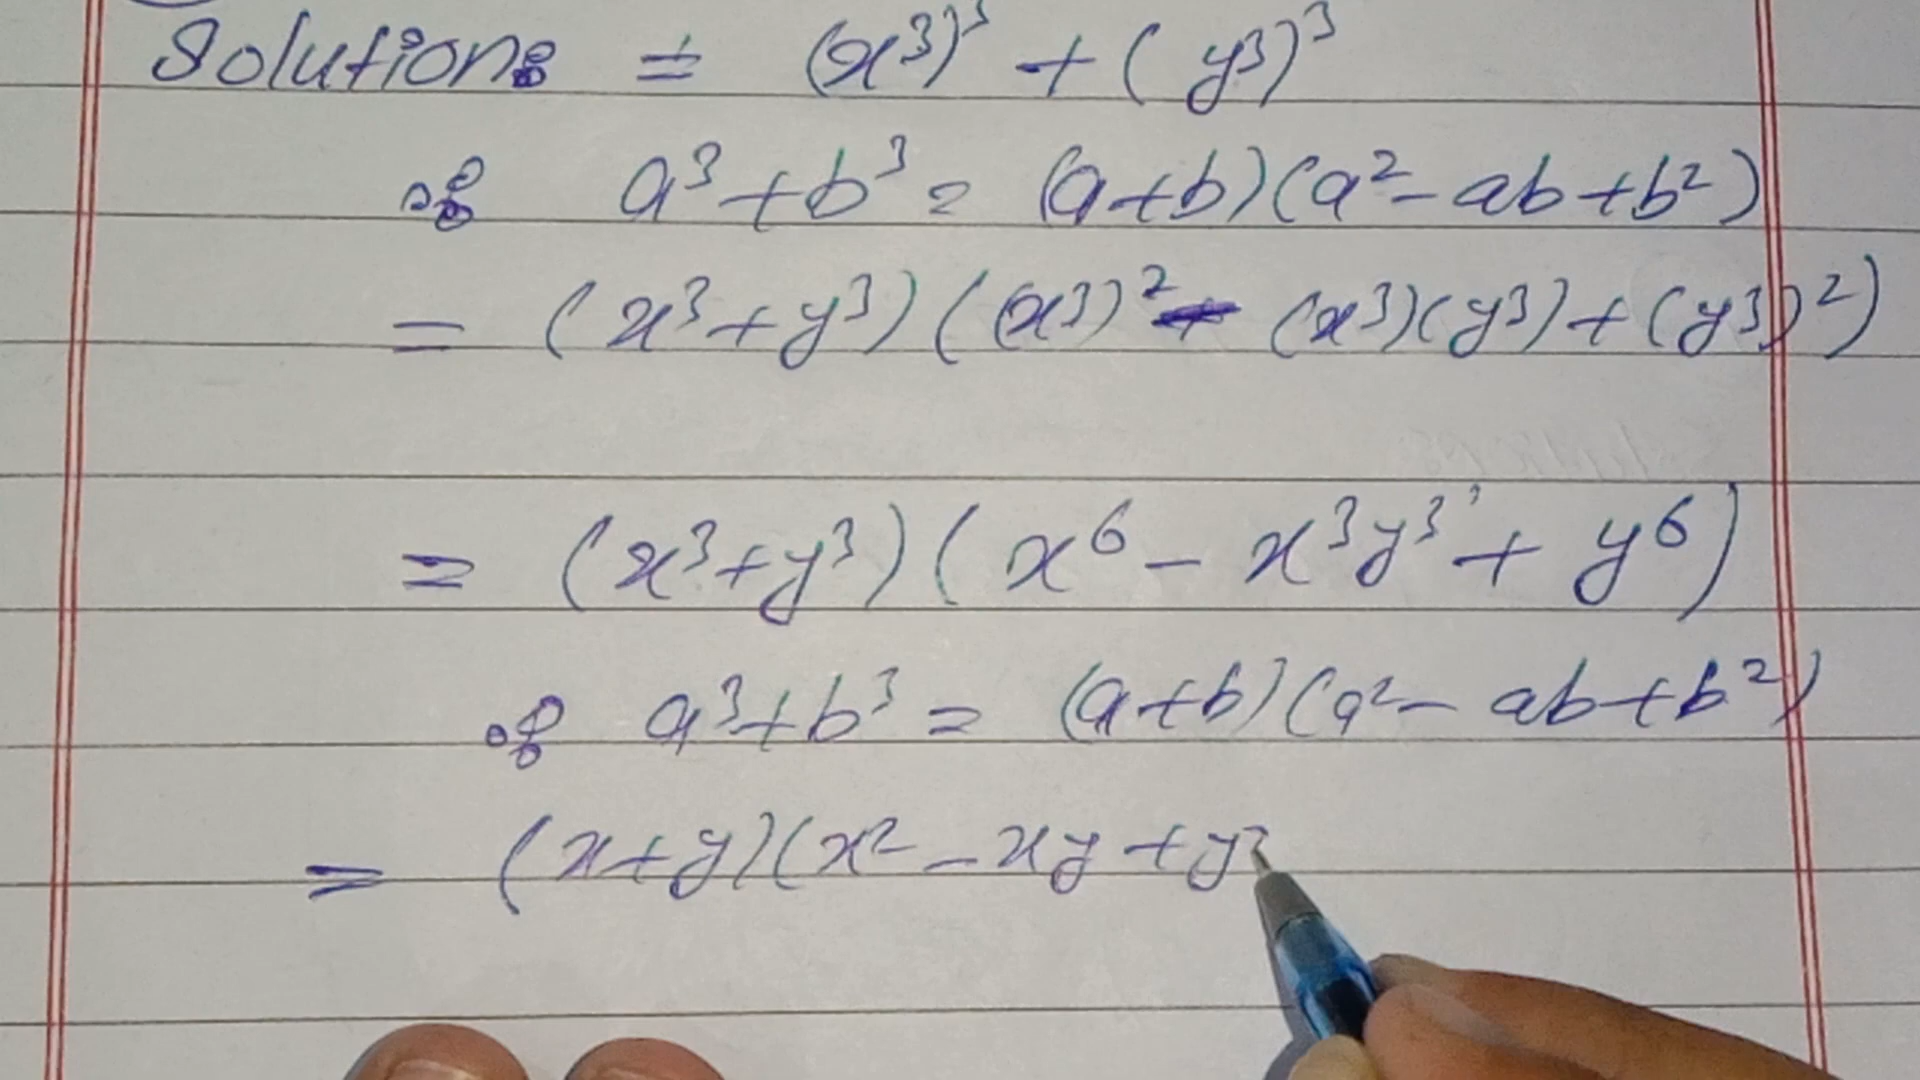 Solution: = (x³)³ + (y³)³
∴ a³ + b³ = (a+b)(a² - ab + b²)
= (x³ + y³)((x³)² - (x³)(y³) + (y³)²)
= (x³ + y³)(x⁶ - x³y³ + y⁶)
∴ a³ + b³ = (a+b)(a² - ab + b²)
= (x + y)(x² - xy + y²